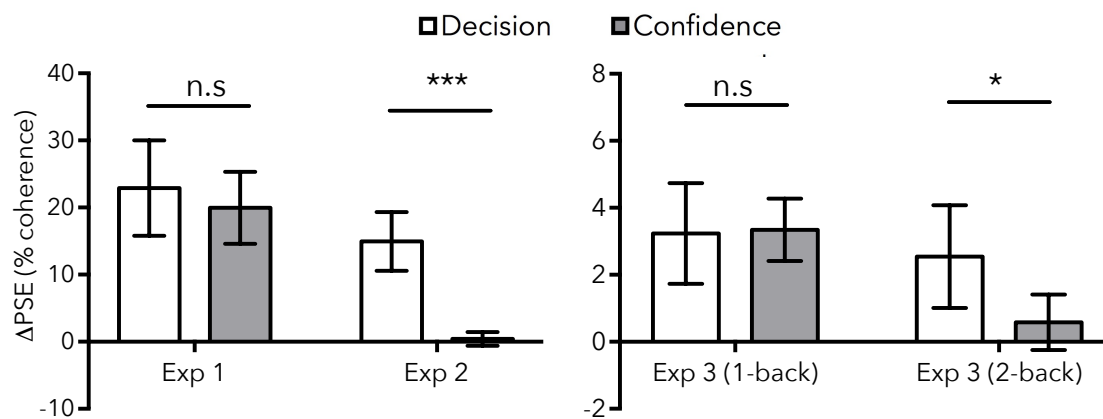 Decision Confidence
ΔPSE (% coherence)
40
30
20
10
0
-10
n.s
***
Exp 1
Exp 2
8
6
4
2
0
-2
n.s
*
Exp 3 (1-back)
Exp 3 (2-back)